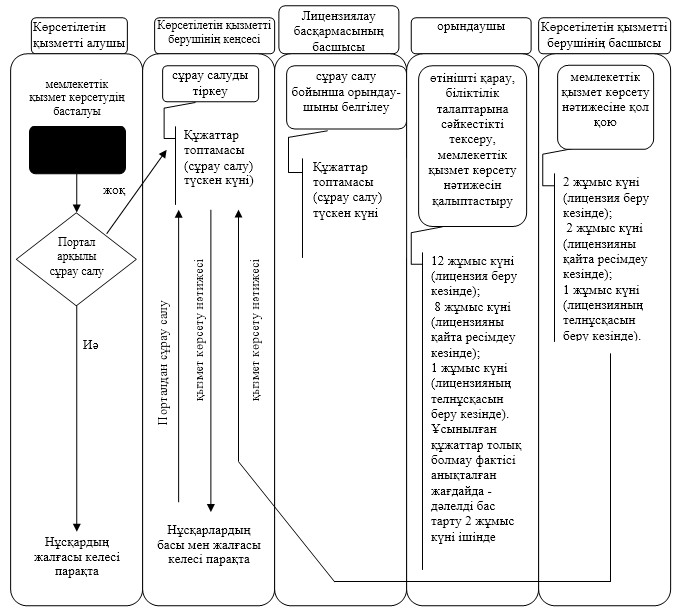 Көрсетілетін
қызметті алушы
Көрсетілетін қызметті
берушінің кеңсесі
Лицензиялау
басқармасының
басшысы
орындаушы
Көрсетілетін қызметті
берушінің басшысы
мемлекеттік
қызмет көрсетудің
басталуы
жоқ
Портал
арқылы
сұрау салу
Иә
Нұсқардың
жалғасы келесі
парақта
сұрау салуды
тіркеу
Құжаттар
топтамасы
(сұрау салу)
түскен күні)
Порталдан сұрау салу
қызмет көрсету нәтижесі
қызмет көрсету нәтижесі
Нұсқарлардың
басы мен жалғасы
келесі парақта
сұрау салу
бойынша орындау-
шыны белгілеу
Құжаттар
топтамасы
(сұрау салу)
түскен күні
өтінішті қарау,
біліктілік
талаптарына
сәйкестікті
тексеру,
мемлекеттік
қызмет көрсету
нәтижесін
қалыптастыру
12 жұмыс күні
(лицензия беру
кезінде);
8 жұмыс күні
(лицензияны
қайта ресімдеу
кезінде);
1 жұмыс күні
(лицензияның
телнұсқасын
беру кезінде).
Ұсынылған
құжаттар толық
болмау фактісі
анықталған
жағдайда -
дәлелді бас
тарту 2 жұмыс
күні ішінде
мемлекеттік
қызмет көрсету
нәтижесіне қол
қою
2 жұмыс күні
(лицензия беру
кезінде);
2 жұмыс күні
(лицензияны
қайта ресімдеу
кезінде);
1 жұмыс күні
(лицензияның
телнұсқасын
беру кезінде).